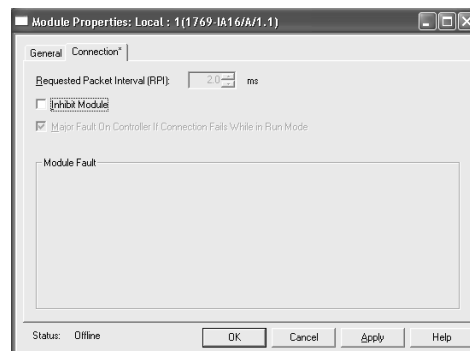 Module Properties: Local : 1(1769-IA16/A/1.1)
General Connection*
Requested Packet Interval (RPI): 2.0 ms
Inhibit Module
Major Fault On Controller If Connection Fails While in Run Mode
Module Fault
Status: Offline OK Cancel Apply Help